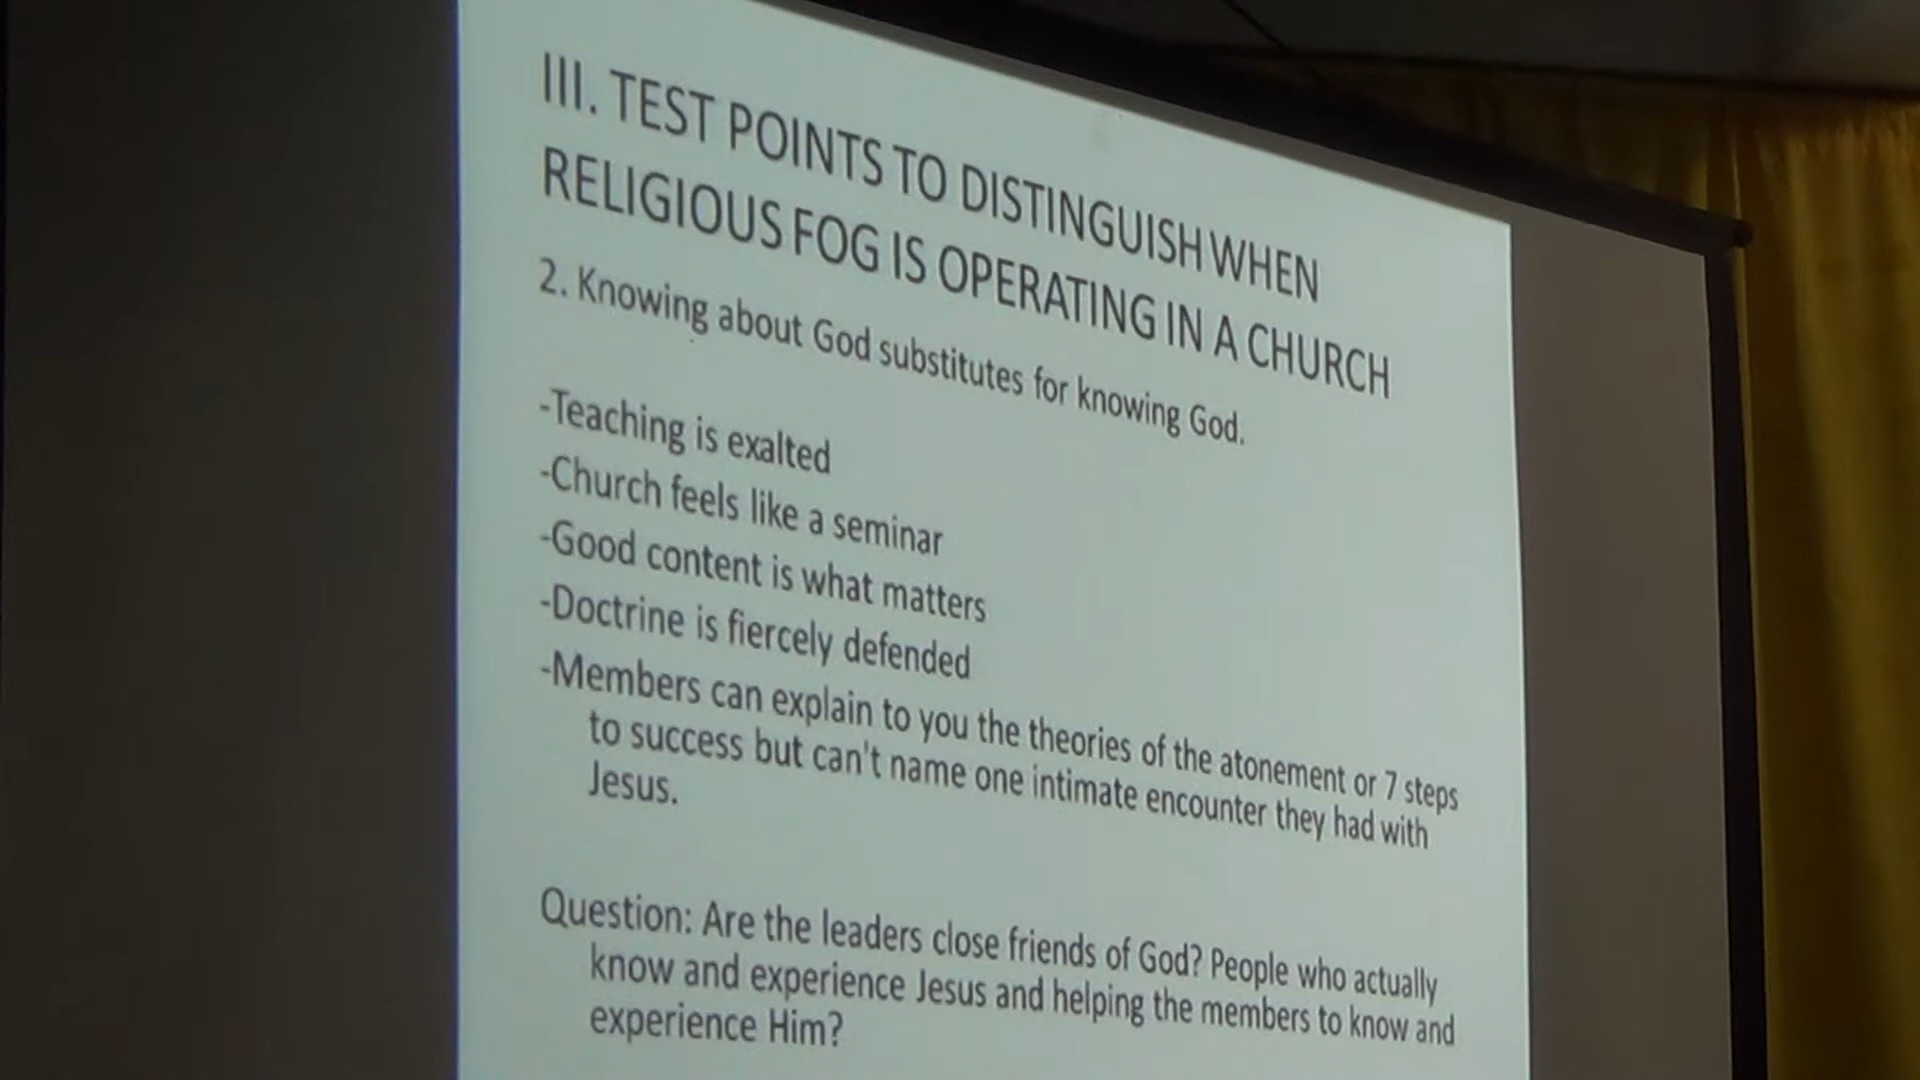 III. TEST POINTS TO DISTINGUISH WHEN
RELIGIOUS FOG IS OPERATING IN A CHURCH
2. Knowing about God substitutes for knowing God.
-Teaching is exalted
-Church feels like a seminar
-Good content is what matters
-Doctrine is fiercely defended
-Members can explain to you the theories of the atonement or 7 steps
to success but can't name one intimate encounter they had with
Jesus.
Question: Are the leaders close friends of God? People who actually
know and experience Jesus and helping the members to know and
experience Him?